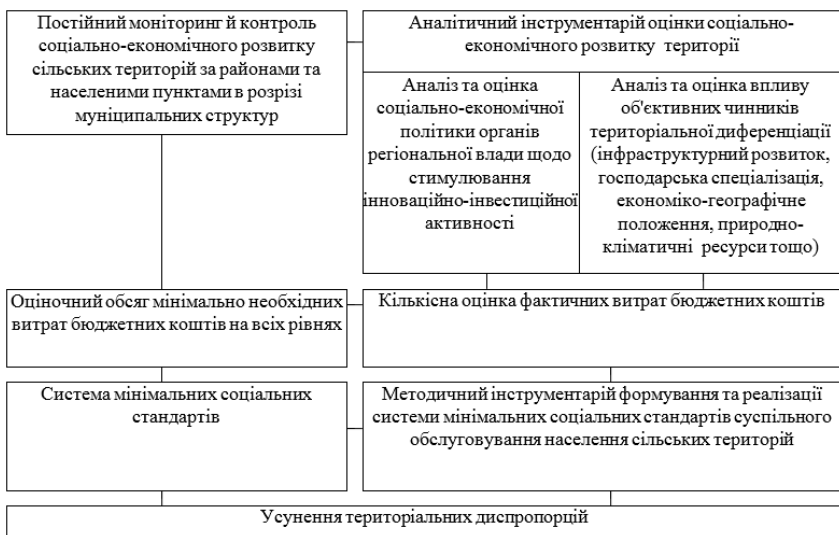 Постійний моніторинг й контроль
соціально-економічного розвитку
сільських територій за районами та
населеними пунктами в розрізі
муніципальних структур
Аналітичний інструментарій оцінки соціально-
економічного розвитку території
Аналіз та оцінка
соціально-економічної
політики органів
регіональної влади щодо
стимулювання
інноваційно-інвестиційної
активності
Аналіз та оцінка впливу
об'єктивних чинників
територіальної диференціації
(інфраструктурний розвиток,
господарська спеціалізація,
економіко-географічне
положення, природно-
кліматичні ресурси тощо)
Оціночний обсяг мінімально необхідних
витрат бюджетних коштів на всіх рівнях
Кількісна оцінка фактичних витрат бюджетних коштів
Система мінімальних соціальних
стандартів
Методичний інструментарій формування та реалізації
системи мінімальних соціальних стандартів суспільного
обслуговування населення сільських територій
Усунення територіальних диспропорцій